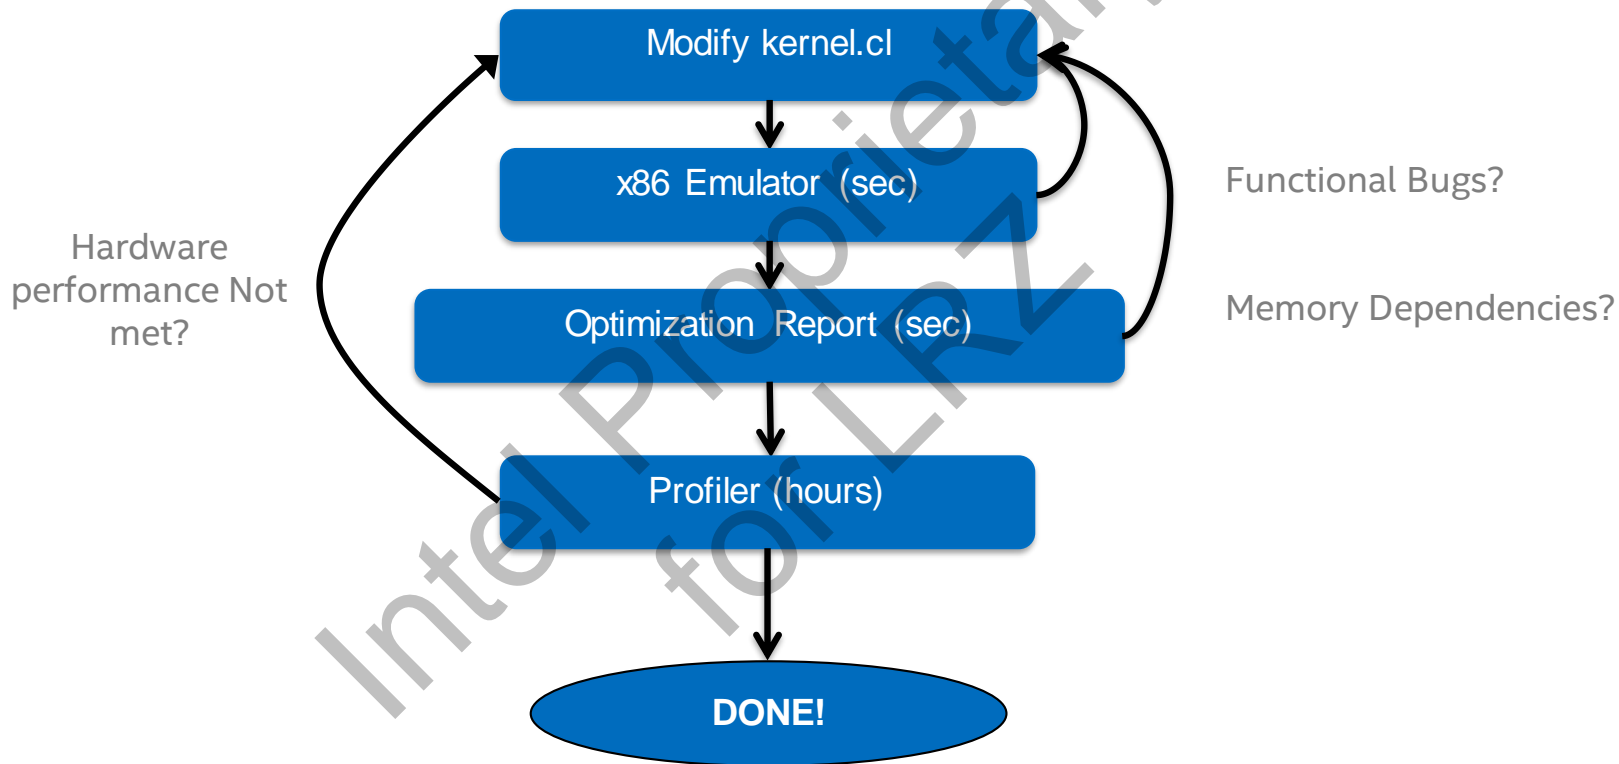 Modify kernel.cl
x86 Emulator (sec)
Functional Bugs?
Hardware
performance Not
met?
Memory Dependencies?
Optimization Report (sec)
Profiler (hours)
DONE!
Intel Proprietary
for LRZ